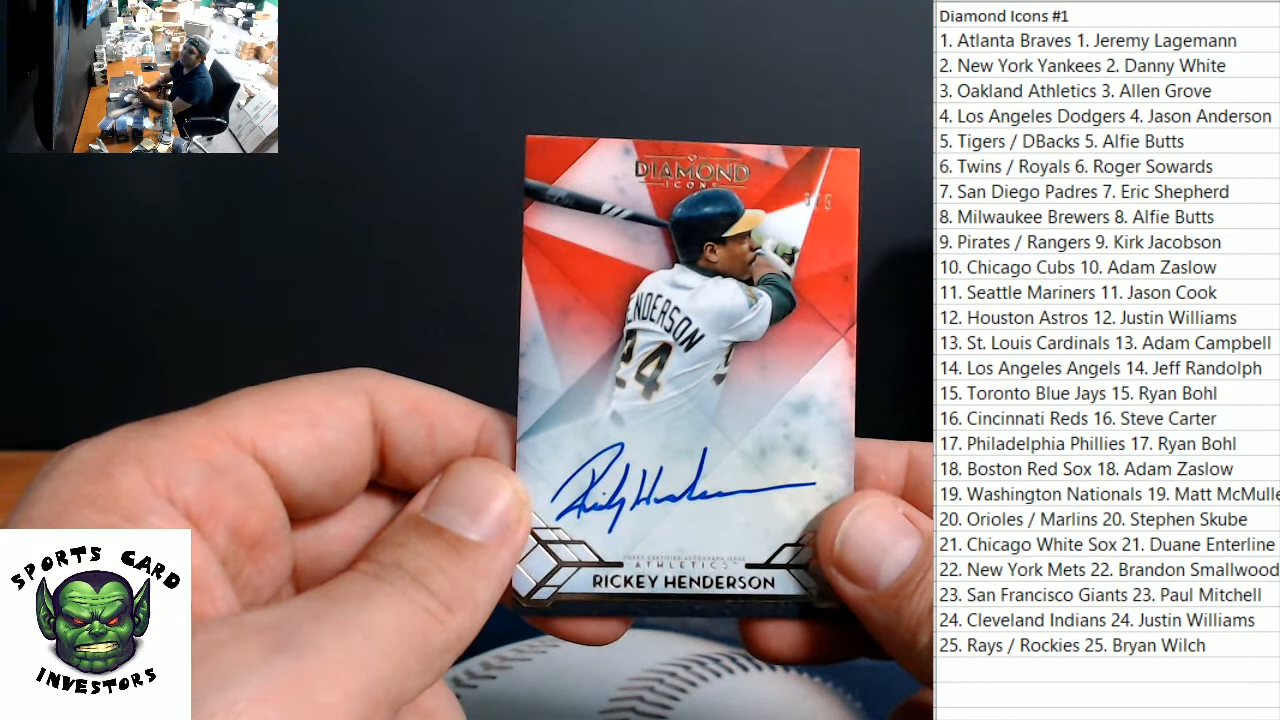 DIAMOND
ICONS
HENDERSON
24
Rickey Henderson
TOPPS CERTIFIED AUTOGRAPH ISSUE
ATHLETICS
RICKEY HENDERSON
SPORTS CARD
INVESTORS
Diamond Icons #1
1. Atlanta Braves 1. Jeremy Lagemann
2. New York Yankees 2. Danny White
3. Oakland Athletics 3. Allen Grove
4. Los Angeles Dodgers 4. Jason Anderson
5. Tigers / DBacks 5. Alfie Butts
6. Twins / Royals 6. Roger Sowards
7. San Diego Padres 7. Eric Shepherd
8. Milwaukee Brewers 8. Alfie Butts
9. Pirates / Rangers 9. Kirk Jacobson
10. Chicago Cubs 10. Adam Zaslow
11. Seattle Mariners 11. Jason Cook
12. Houston Astros 12. Justin Williams
13. St. Louis Cardinals 13. Adam Campbell
14. Los Angeles Angels 14. Jeff Randolph
15. Toronto Blue Jays 15. Ryan Bohl
16. Cincinnati Reds 16. Steve Carter
17. Philadelphia Phillies 17. Ryan Bohl
18. Boston Red Sox 18. Adam Zaslow
19. Washington Nationals 19. Matt McMulle
20. Orioles / Marlins 20. Stephen Skube
21. Chicago White Sox 21. Duane Enterline
22. New York Mets 22. Brandon Smallwood
23. San Francisco Giants 23. Paul Mitchell
24. Cleveland Indians 24. Justin Williams
25. Rays / Rockies 25. Bryan Wilch